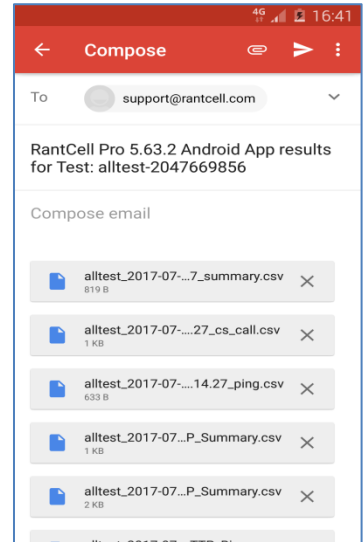 4G 16:41
Compose
To support@rantcell.com
RantCell Pro 5.63.2 Android App results
for Test: alltest-2047669856
Compose email
alltest_2017-07-...7_summary.csv
819 B
alltest_2017-07-....27_cs_call.csv
1 KB
alltest_2017-07-....14.27_ping.csv
633 B
alltest_2017-07...P_Summary.csv
1 KB
alltest_2017-07...P_Summary.csv
2 KB